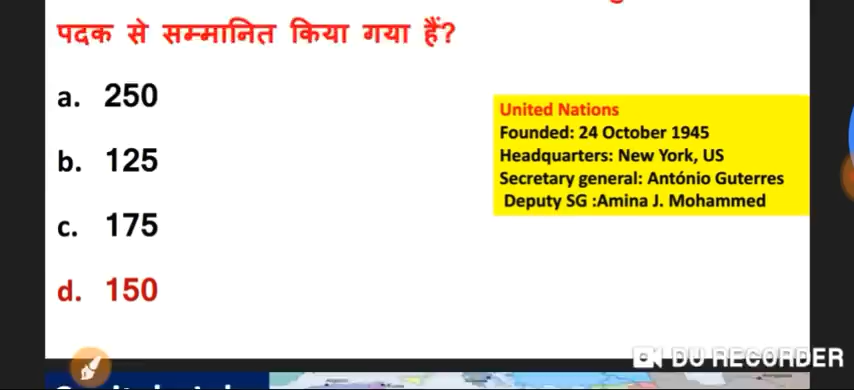 पदक से सम्मानित किया गया हैं?
a. 250
b. 125
c. 175
d. 150
United Nations
Founded: 24 October 1945
Headquarters: New York, US
Secretary general: António Guterres
Deputy SG :Amina J. Mohammed
DU RECORDER